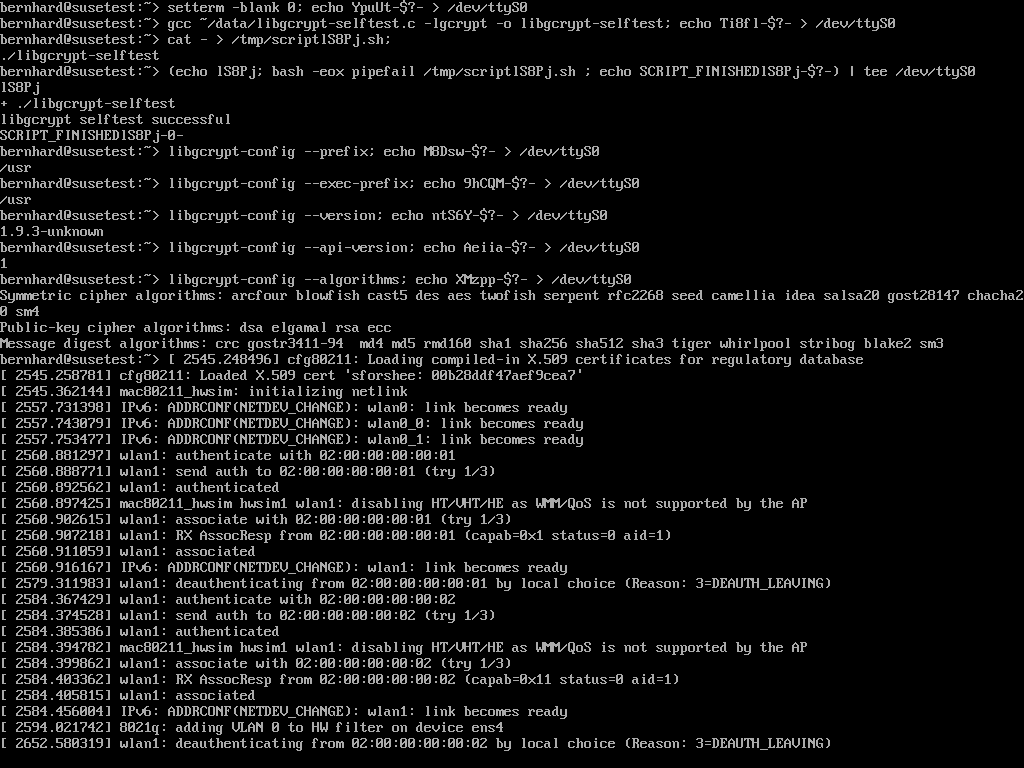 bernhard@susetest:~> setterm -blank 0; echo YpuUt-$?- > /dev/ttyS0
bernhard@susetest:~> gcc ~/data/libgcrypt-selftest.c -lgcrypt -o libgcrypt-selftest; echo Ti8fl-$?- > /dev/ttyS0
bernhard@susetest:~> cat - > /tmp/scriptlS8Pj.sh;
./libgcrypt-selftest
bernhard@susetest:~> (echo lS8Pj; bash -eox pipefail /tmp/scriptlS8Pj.sh ; echo SCRIPT_FINISHEDlS8Pj-$?-) | tee /dev/ttyS0
lS8Pj
+ ./libgcrypt-selftest
libgcrypt selftest successful
SCRIPT_FINISHEDlS8Pj-0-
bernhard@susetest:~> libgcrypt-config --prefix; echo M8Dsw-$?- > /dev/ttyS0
/usr
bernhard@susetest:~> libgcrypt-config --exec-prefix; echo 9hCQM-$?- > /dev/ttyS0
/usr
bernhard@susetest:~> libgcrypt-config --version; echo ntS6Y-$?- > /dev/ttyS0
1.9.3-unknown
bernhard@susetest:~> libgcrypt-config --api-version; echo Aeiia-$?- > /dev/ttyS0
1
bernhard@susetest:~> libgcrypt-config --algorithms; echo XMzpp-$?- > /dev/ttyS0
Symmetric cipher algorithms: arcfour blowfish cast5 des aes twofish serpent rfc2268 seed camellia idea salsa20 gost28147 chacha2
0 sm4
Public-key cipher algorithms: dsa elgamal rsa ecc
Message digest algorithms: crc gostr3411-94  md4 md5 rmd160 sha1 sha256 sha512 sha3 tiger whirlpool stribog blake2 sm3
bernhard@susetest:~> [ 2545.248496] cfg80211: Loading compiled-in X.509 certificates for regulatory database
[ 2545.258781] cfg80211: Loaded X.509 cert 'sforshee: 00b28ddf47aef9cea7'
[ 2545.362144] mac80211_hwsim: initializing netlink
[ 2557.731398] IPv6: ADDRCONF(NETDEV_CHANGE): wlan0: link becomes ready
[ 2557.743079] IPv6: ADDRCONF(NETDEV_CHANGE): wlan0_0: link becomes ready
[ 2557.753477] IPv6: ADDRCONF(NETDEV_CHANGE): wlan0_1: link becomes ready
[ 2560.881297] wlan1: authenticate with 02:00:00:00:00:01
[ 2560.888771] wlan1: send auth to 02:00:00:00:00:01 (try 1/3)
[ 2560.892562] wlan1: authenticated
[ 2560.897425] mac80211_hwsim hwsim1 wlan1: disabling HT/VHT/HE as WMM/QoS is not supported by the AP
[ 2560.902615] wlan1: associate with 02:00:00:00:00:01 (try 1/3)
[ 2560.907218] wlan1: RX AssocResp from 02:00:00:00:00:01 (capab=0x1 status=0 aid=1)
[ 2560.911059] wlan1: associated
[ 2560.916167] IPv6: ADDRCONF(NETDEV_CHANGE): wlan1: link becomes ready
[ 2579.311983] wlan1: deauthenticating from 02:00:00:00:00:01 by local choice (Reason: 3=DEAUTH_LEAVING)
[ 2584.367429] wlan1: authenticate with 02:00:00:00:00:02
[ 2584.374528] wlan1: send auth to 02:00:00:00:00:02 (try 1/3)
[ 2584.385386] wlan1: authenticated
[ 2584.394782] mac80211_hwsim hwsim1 wlan1: disabling HT/VHT/HE as WMM/QoS is not supported by the AP
[ 2584.399862] wlan1: associate with 02:00:00:00:00:02 (try 1/3)
[ 2584.403362] wlan1: RX AssocResp from 02:00:00:00:00:02 (capab=0x11 status=0 aid=1)
[ 2584.405815] wlan1: associated
[ 2584.456004] IPv6: ADDRCONF(NETDEV_CHANGE): wlan1: link becomes ready
[ 2594.021742] 8021q: adding VLAN 0 to HW filter on device ens4
[ 2652.580319] wlan1: deauthenticating from 02:00:00:00:00:02 by local choice (Reason: 3=DEAUTH_LEAVING)